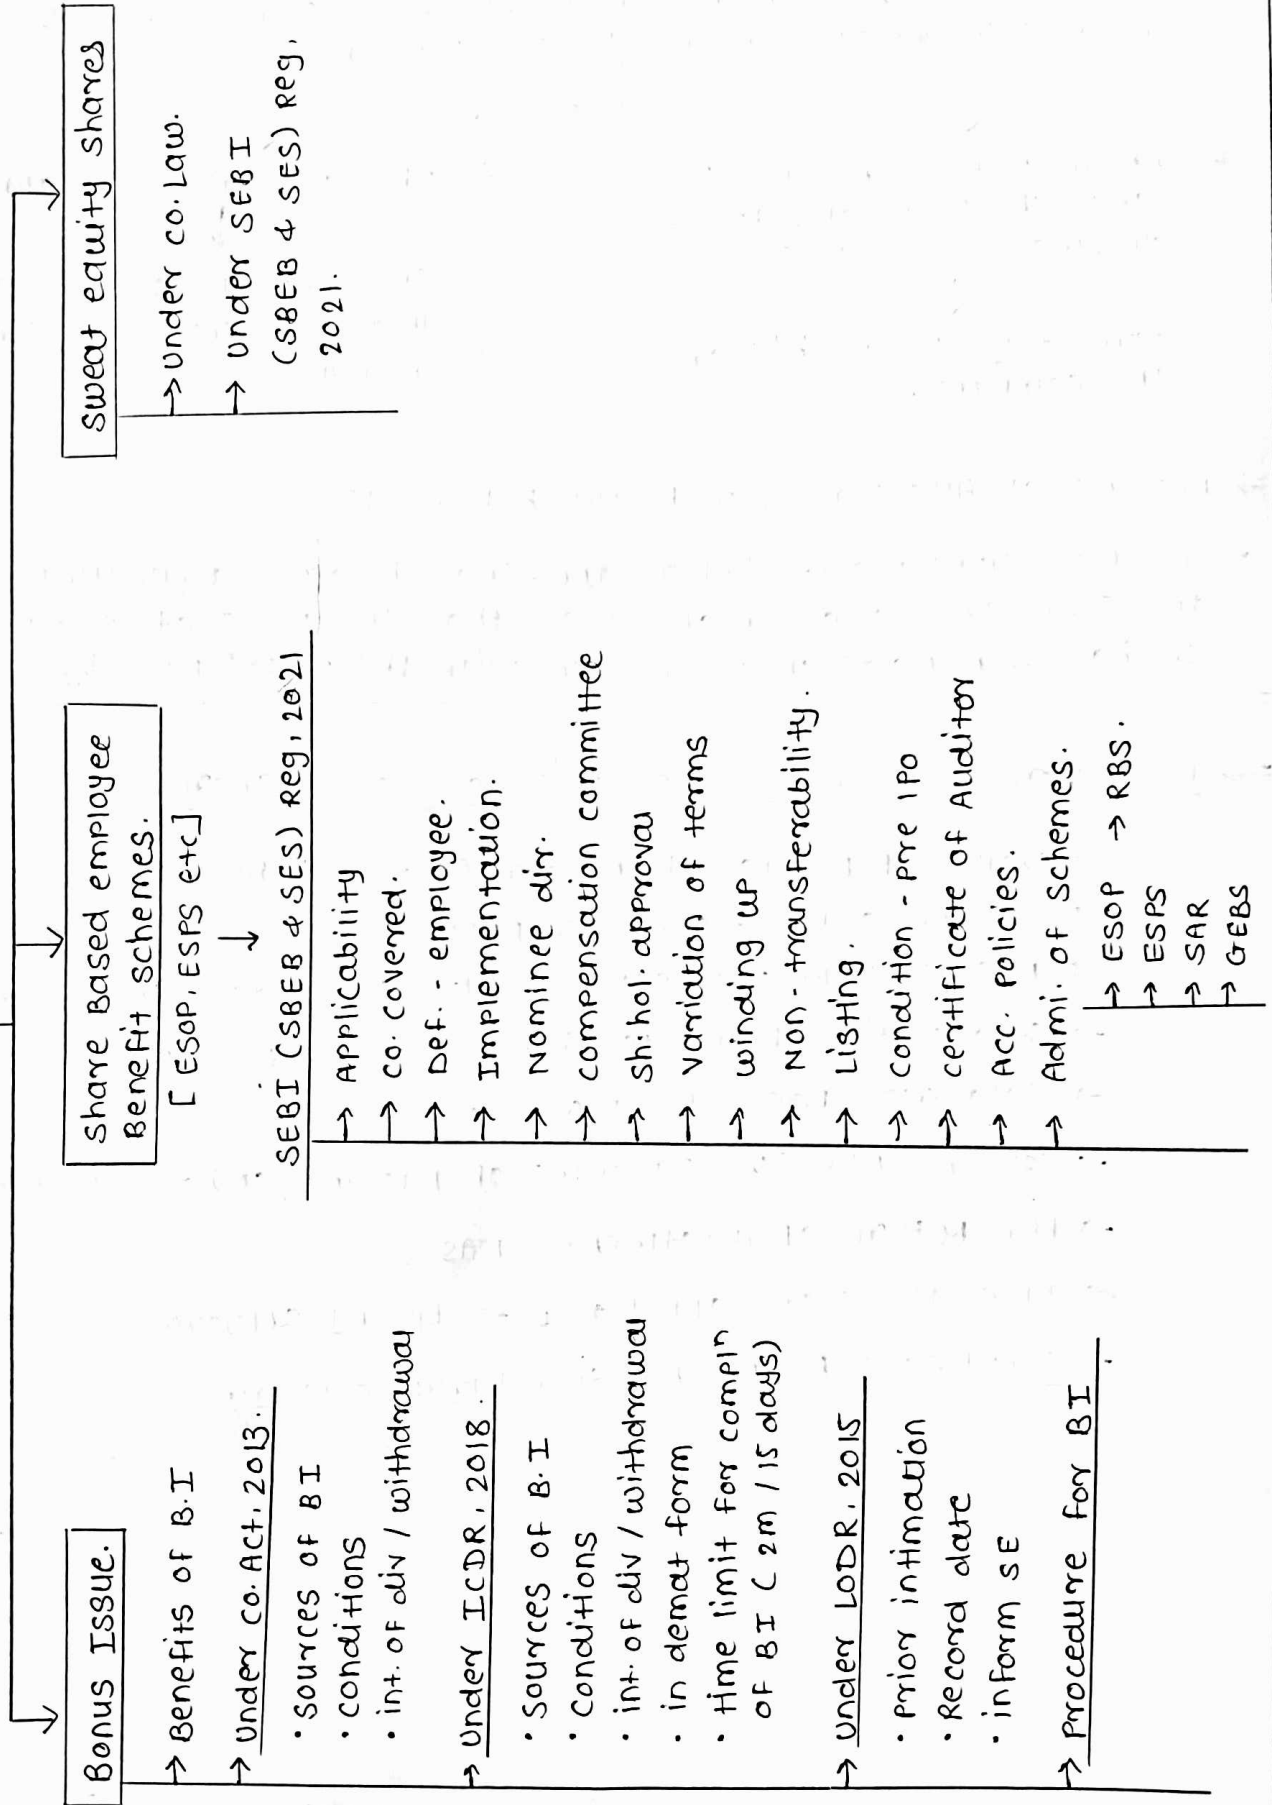 Bonus Issue.
→ Benefits of B.I
→ Under co. Act, 2013.
• sources of BI
• conditions
• int. of div / withdrawal
→ Under ICDR, 2018.
• Sources of B.I
• Conditions
• int. of div / withdrawal
• in demat form
• time limit for compln
of BI ( 2m / 15 days)
→ Under LODR, 2015
• Prior intimation
• Record date
• inform SE
→ Procedure for BI
Share Based employee
Benefit schemes.
[ ESOP, ESPS etc]
↓
SEBI (SBEB & SES) Reg, 2021
→ Applicability
→ co. covered.
→ Def. - employee.
→ Implementation.
→ Nominee dir.
→ compensation committee
→ sh. hol. approval
→ variation of terms
→ winding up
→ Non - transferability.
→ Listing.
→ condition - pre IPO
→ certificate of Auditor
→ Acc. policies.
→ Admi. of schemes.
→ ESOP → RBS.
→ ESPS
→ SAR
→ GEBS
Sweat equity shares
→ Under co. Law.
→ Under SEBI
(SBEB & SES) Reg,
2021.